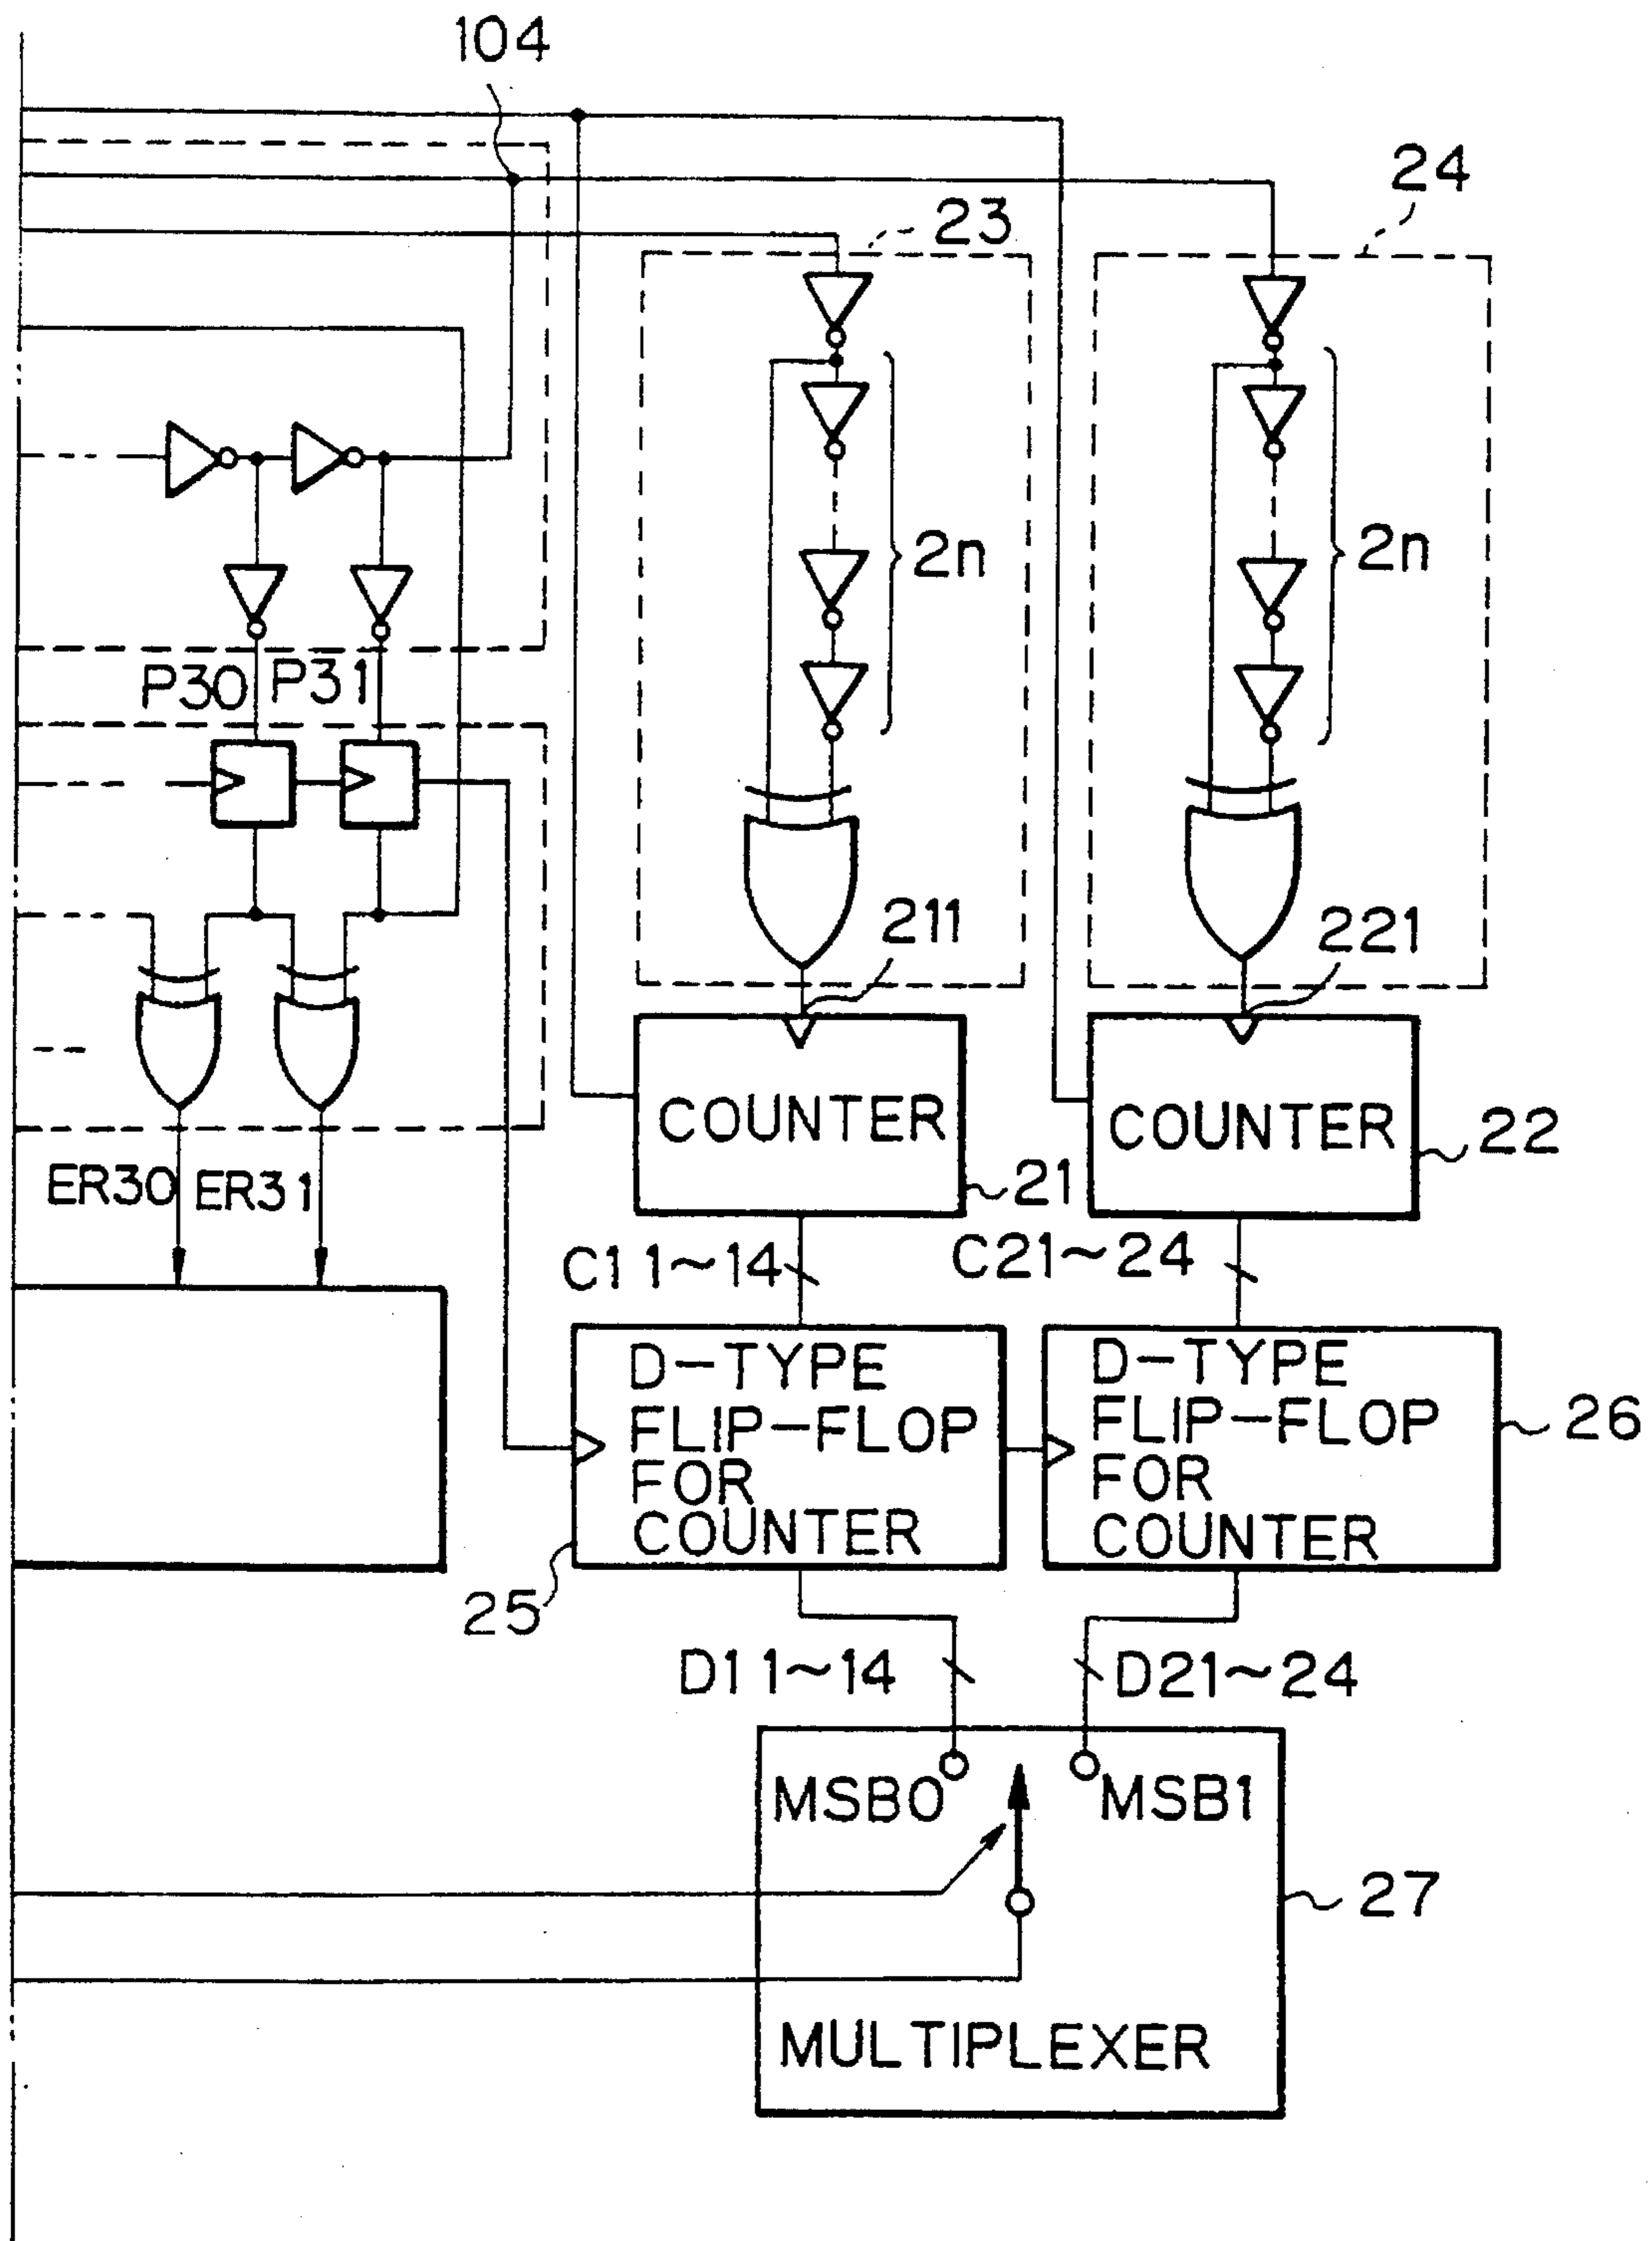 104
24
23
2n
2n
P30
P31
211
221
COUNTER
COUNTER
22
21
ER30
ER31
C11~14
C21~24
D-TYPE
FLIP-FLOP
FOR
COUNTER
D-TYPE
FLIP-FLOP
FOR
COUNTER
26
25
D11~14
D21~24
MSB0
MSB1
27
MULTIPLEXER